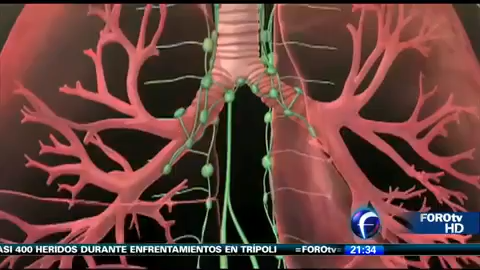 FOROtv
HD
ASI 400 HERIDOS DURANTE ENFRENTAMIENTOS EN TRÍPOLI
=FOROtv=
21:34